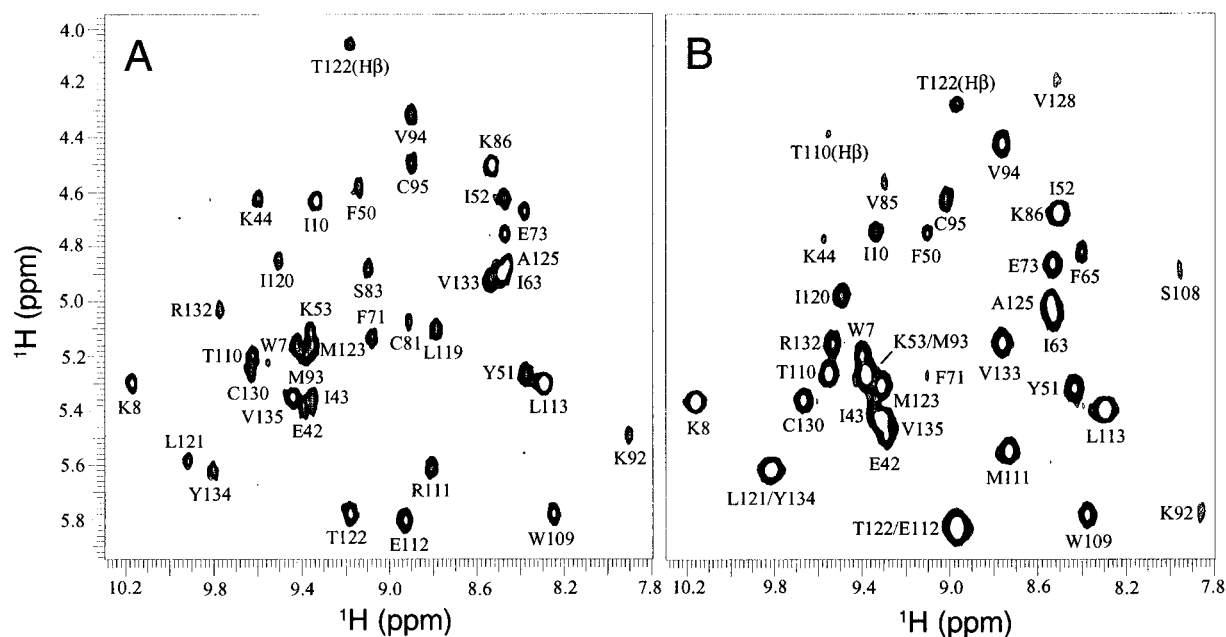 A
4.0
4.2
4.4
4.6
4.8
5.0
5.2
5.4
5.6
5.8
¹H (ppm)
T122(Hβ)
V94
K86
C95
I52
F50
K44
I10
E73
A125
I120
S83
V133
I63
R132
K53
F71
C81
L119
W7
M123
T110
M93
Y51
C130
I43
L113
K8
V135
E42
L121
K92
Y134
R111
T122
E112
W109
10.2
9.8
9.4
9.0
8.6
8.2
¹H (ppm)
B
V128
T122(Hβ)
T110(Hβ)
V94
V85
I52
K86
C95
K44
I10
F50
E73
F65
A125
S108
I120
I63
W7
K53/M93
R132
V133
T110
F71
M123
Y51
I43
K8
C130
V135
L113
E42
M111
L121/Y134
K92
T122/E112
W109
10.2
9.8
9.4
9.0
8.6
8.2
7.8
¹H (ppm)